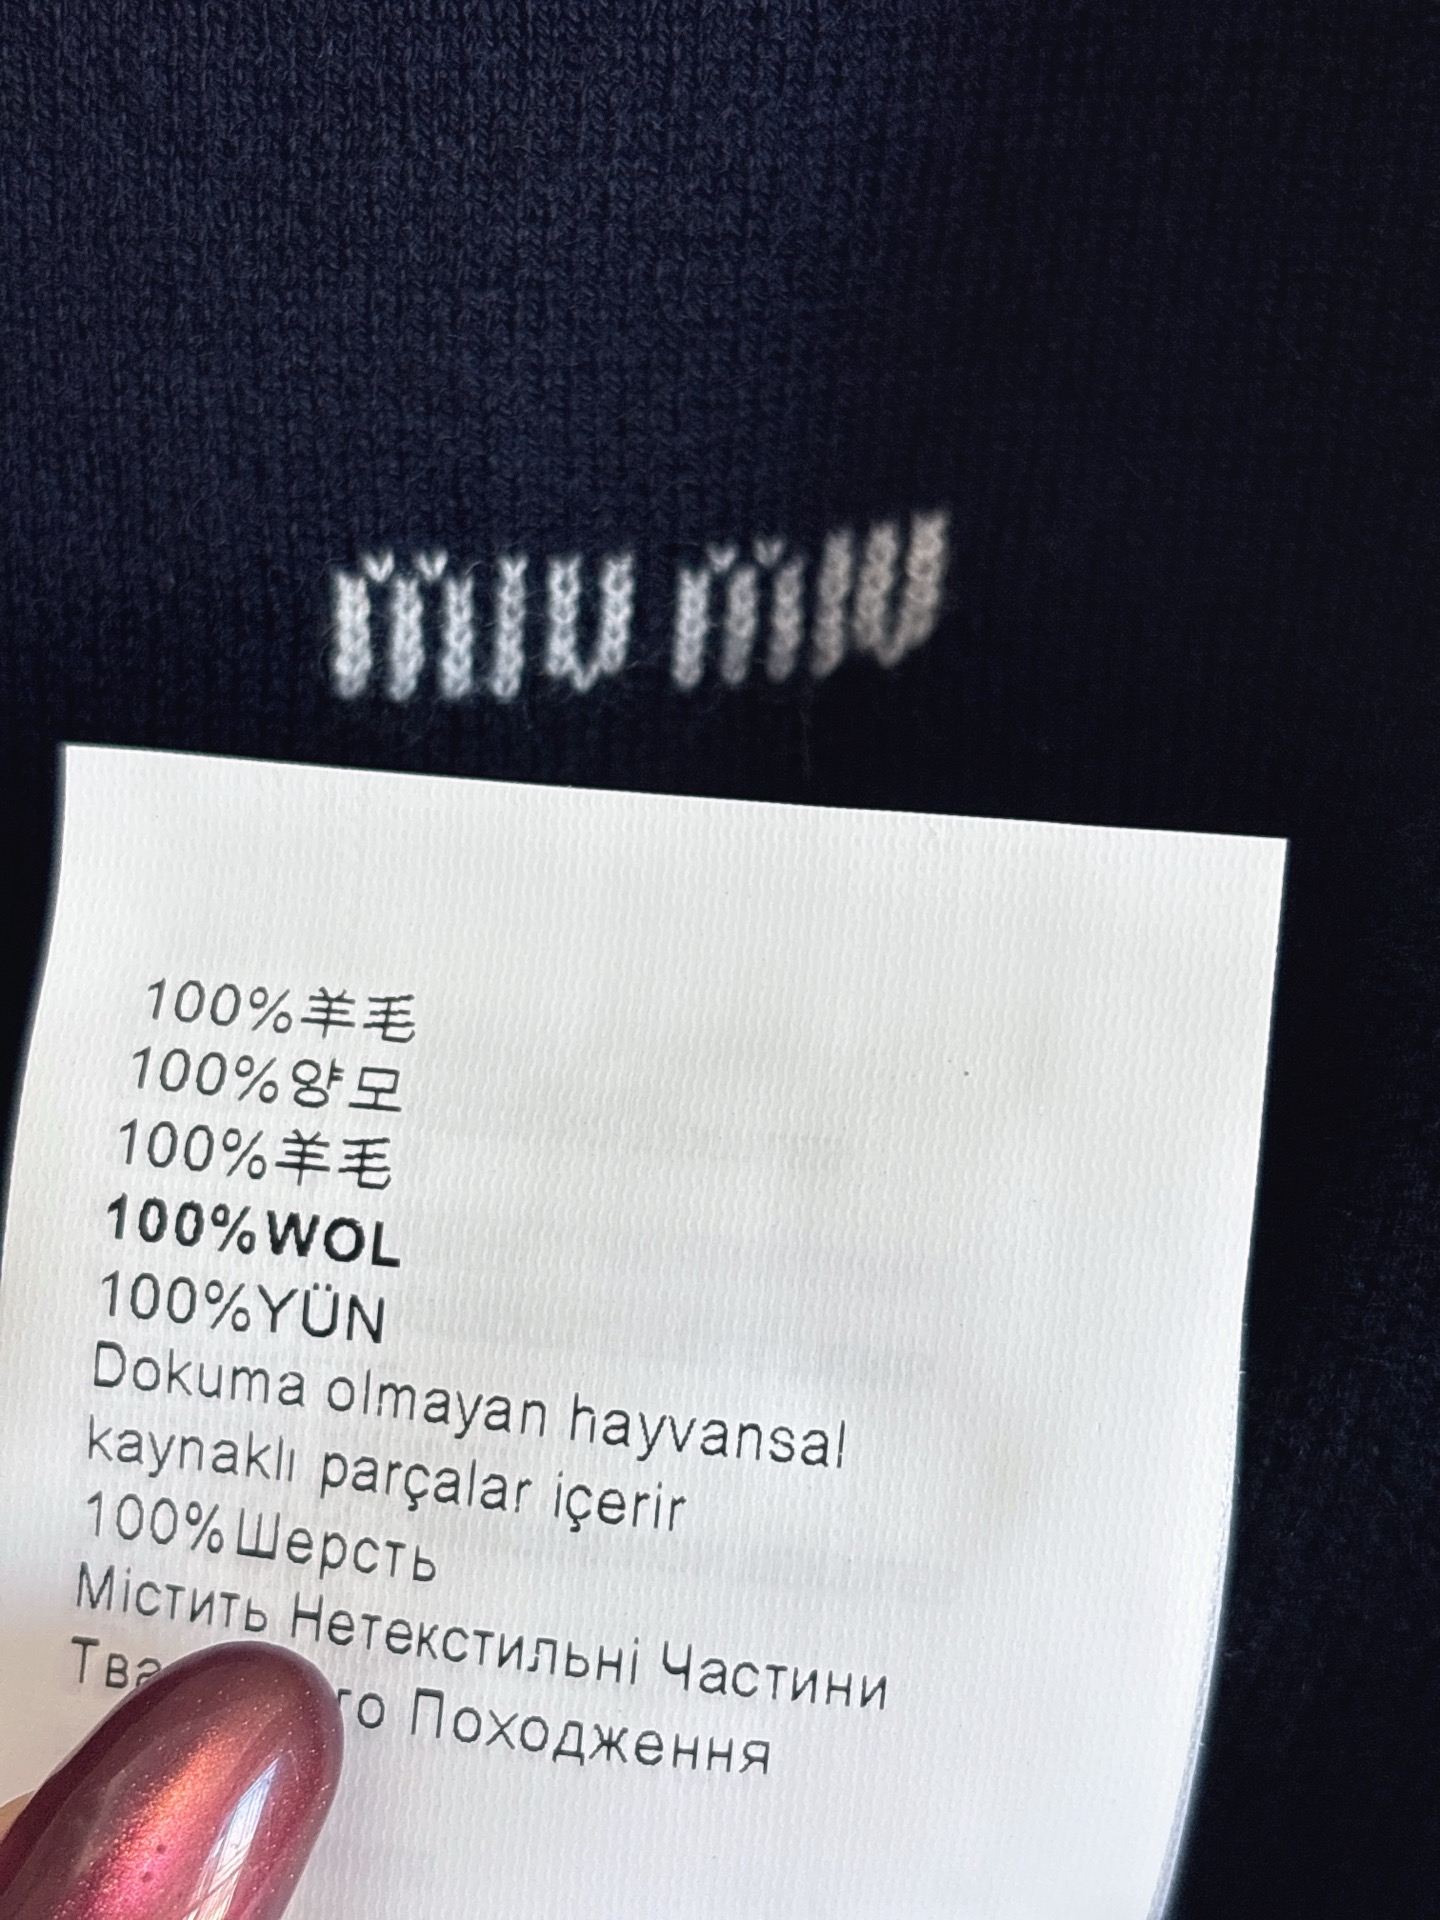 miu miu
100%羊毛
100%양모
100%羊毛
100%WOL
100%YÜN
Dokuma olmayan hayvansal
kaynaklı parçalar içerir
100%Шерсть
Містить Нетекстильні Частини
Походження